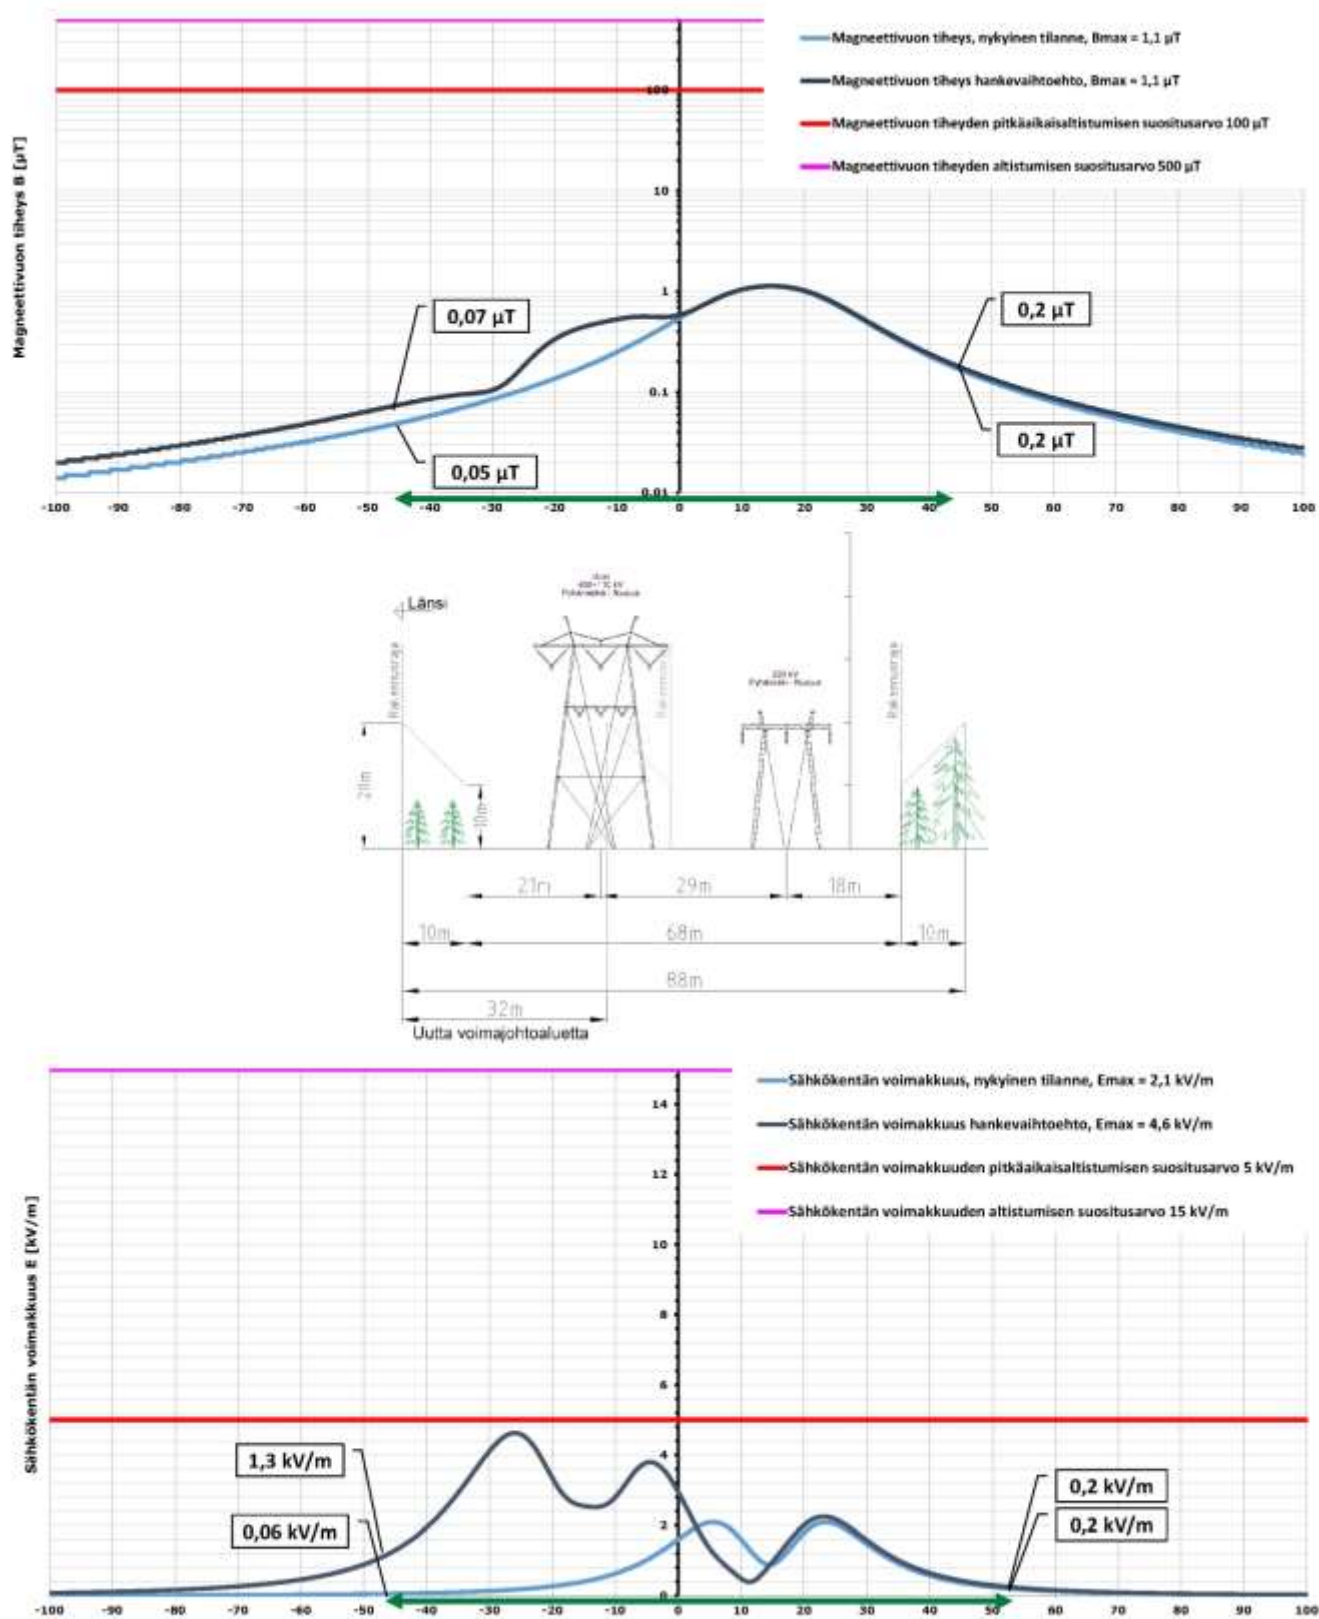 Magneettivuon tiheys, nykyinen tilanne, Bmax = 1,1 µT
Magneettivuon tiheys hankevaihtoehto, Bmax = 1,1 µT
Magneettivuon tiheyden pitkäaikaisaltistumisen suositusarvo 100 µT
Magneettivuon tiheyden altistumisen suositusarvo 500 µT
Magneettivuon tiheys B [µT]
100
10
1
0.1
0.01
0,07 µT
0,2 µT
0,05 µT
0,2 µT
-100 -90 -80 -70 -60 -50 -40 -30 -20 -10 0 10 20 30 40 50 60 70 80 90 100
Länsi
220 kV
10m
21m 29m 18m
10m 68m 10m
88m
32m
Uutta voimajohtoaluetta
Sähkökentän voimakkuus, nykyinen tilanne, Emax = 2,1 kV/m
Sähkökentän voimakkuus hankevaihtoehto, Emax = 4,6 kV/m
Sähkökentän voimakkuuden pitkäaikaisaltistumisen suositusarvo 5 kV/m
Sähkökentän voimakkuuden altistumisen suositusarvo 15 kV/m
Sähkökentän voimakkuus E [kV/m]
14
12
10
8
6
4
2
0
1,3 kV/m
0,06 kV/m
0,2 kV/m
0,2 kV/m
-100 -90 -80 -70 -60 -50 -40 -30 -20 -10 0 10 20 30 40 50 60 70 80 90 100